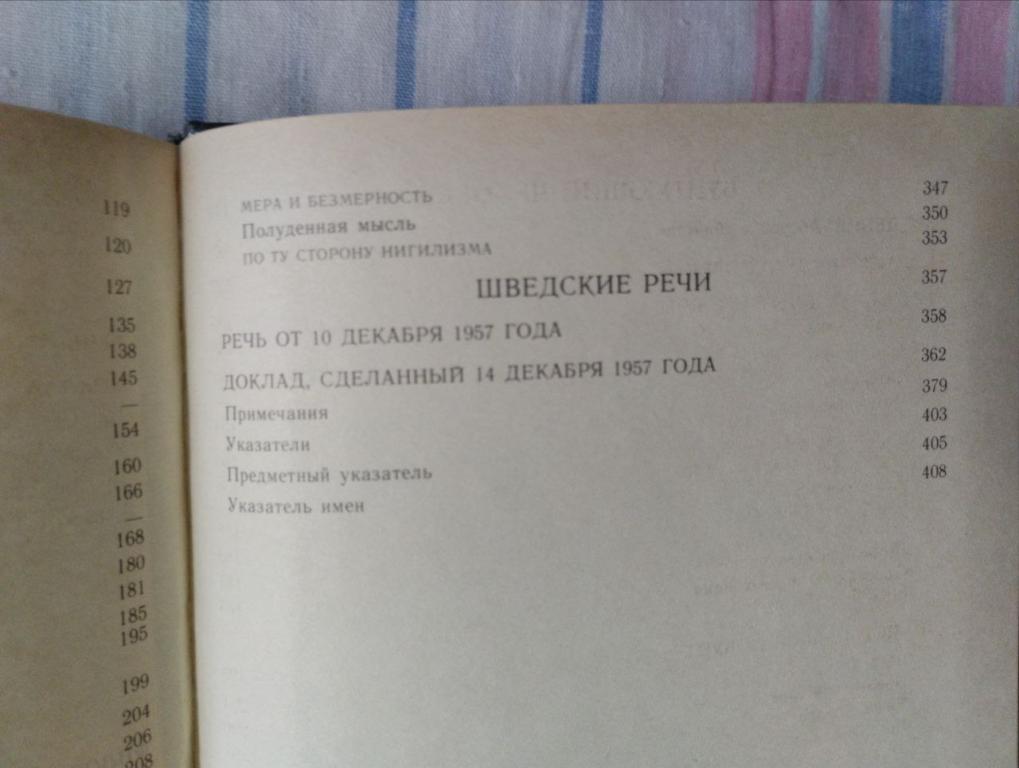 119
120
127
135
138
145
—
154
160
166
—
168
180
181
185
195
199
204
206
208
МЕРА И БЕЗМЕРНОСТЬ 347
Полуденная мысль 350
ПО ТУ СТОРОНУ НИГИЛИЗМА 353
ШВЕДСКИЕ РЕЧИ 357
РЕЧЬ ОТ 10 ДЕКАБРЯ 1957 ГОДА 358
ДОКЛАД, СДЕЛАННЫЙ 14 ДЕКАБРЯ 1957 ГОДА 362
Примечания 379
Указатели 403
Предметный указатель 405
Указатель имен 408